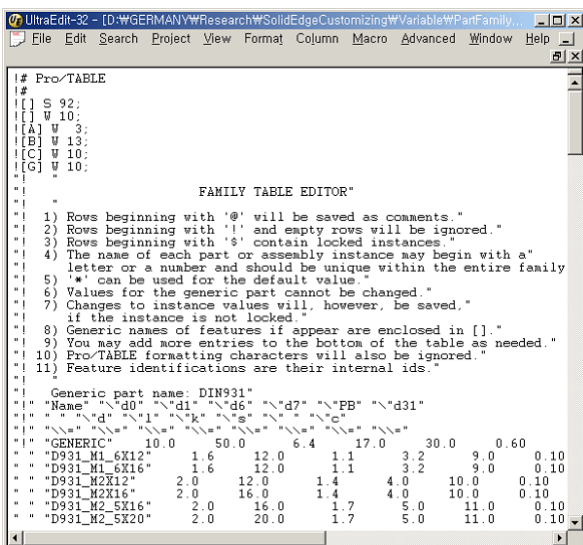 UltraEdit-32 - [D:₩GERMANY₩Research₩SolidEdgeCustomizing₩Variable₩PartFamily...
File Edit Search Project View Format Column Macro Advanced Window Help
!# Pro/TABLE
!#
![] S 92;
![] W 10;
![A] W 3;
![B] W 13;
![C] W 10;
![G] W 10;
"! "
"! FAMILY TABLE EDITOR"
"! "
"! 1) Rows beginning with '@' will be saved as comments."
"! 2) Rows beginning with '!' and empty rows will be ignored."
"! 3) Rows beginning with '$' contain locked instances."
"! 4) The name of each part or assembly instance may begin with a"
"! letter or a number and should be unique within the entire family
"! 5) '*' can be used for the default value."
"! 6) Values for the generic part cannot be changed."
"! 7) Changes to instance values will, however, be saved,"
"! if the instance is not locked."
"! 8) Generic names of features if appear are enclosed in []."
"! 9) You may add more entries to the bottom of the table as needed."
"! 10) Pro/TABLE formatting characters will also be ignored."
"! 11) Feature identifications are their internal ids."
"! "
"! Generic part name: DIN931"
"!" "Name" "\"d0" "\"d1" "\"d6" "\"d7" "\"PB" "\"d31"
"!" " " "\"d" "\"l" "\"k" "\"s" "\" " "\"c"
"!" "\\=" "\\=" "\\=" "\\=" "\\=" "\\=" "\\="
"!" "GENERIC" 10.0 50.0 6.4 17.0 30.0 0.60
" " "D931_M1_6X12" 1.6 12.0 1.1 3.2 9.0 0.10
" " "D931_M1_6X16" 1.6 12.0 1.1 3.2 9.0 0.10
" " "D931_M2X12" 2.0 12.0 1.4 4.0 10.0 0.10
" " "D931_M2X16" 2.0 16.0 1.4 4.0 10.0 0.10
" " "D931_M2_5X16" 2.0 16.0 1.7 5.0 11.0 0.10
" " "D931_M2_5X20" 2.0 20.0 1.7 5.0 11.0 0.10